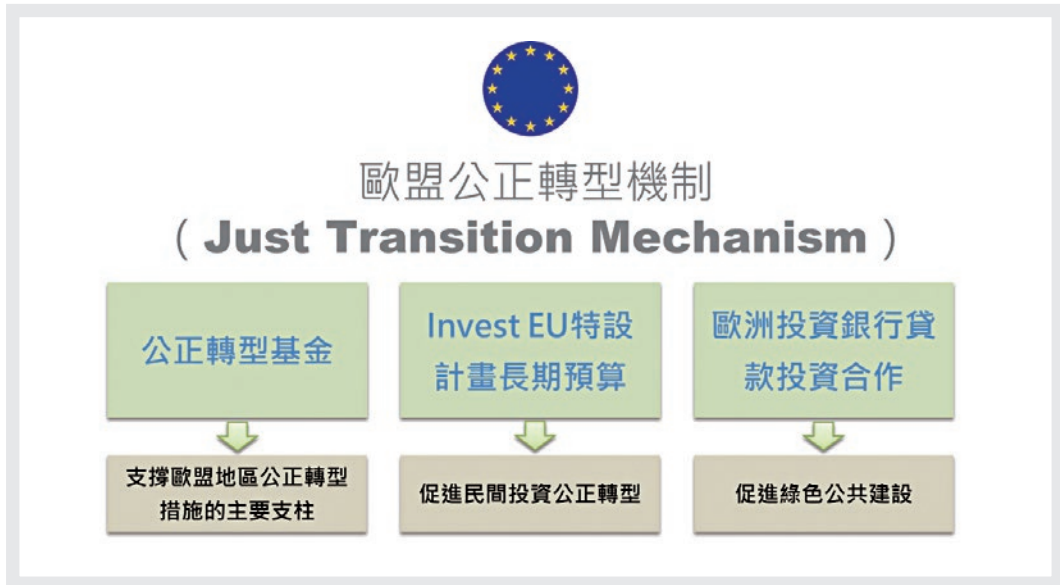 歐盟公正轉型機制
（Just Transition Mechanism）
公正轉型基金
Invest EU特設
計畫長期預算
歐洲投資銀行貸
款投資合作
支撐歐盟地區公正轉型
措施的主要支柱
促進民間投資公正轉型
促進綠色公共建設